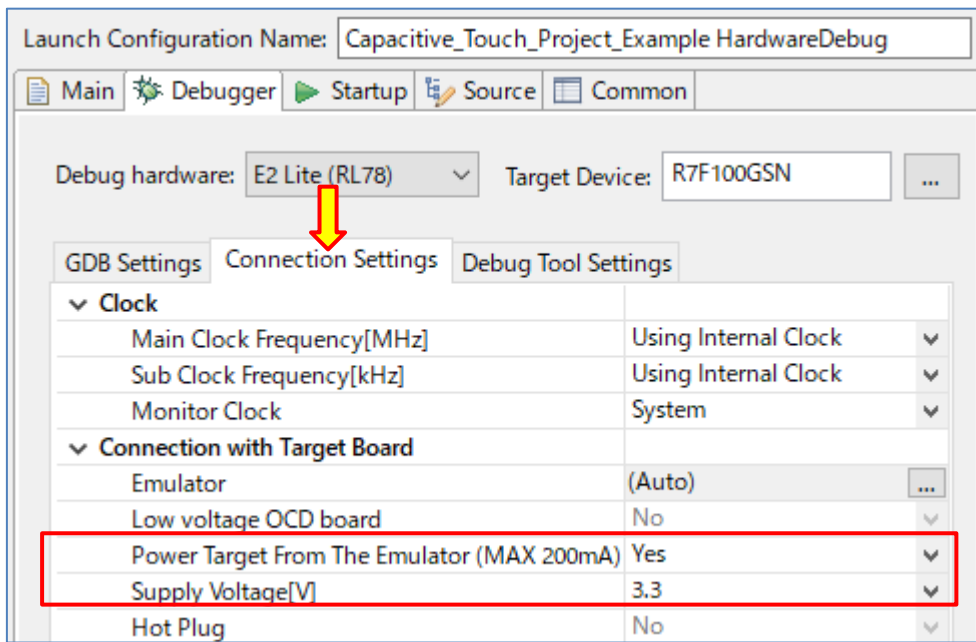 Launch Configuration Name: Capacitive_Touch_Project_Example HardwareDebug
Main Debugger Startup Source Common
Debug hardware: E2 Lite (RL78) Target Device: R7F100GSN ...
GDB Settings Connection Settings Debug Tool Settings
Clock
Main Clock Frequency[MHz] Using Internal Clock
Sub Clock Frequency[kHz] Using Internal Clock
Monitor Clock System
Connection with Target Board
Emulator (Auto) ...
Low voltage OCD board No
Power Target From The Emulator (MAX 200mA) Yes
Supply Voltage[V] 3.3
Hot Plug No